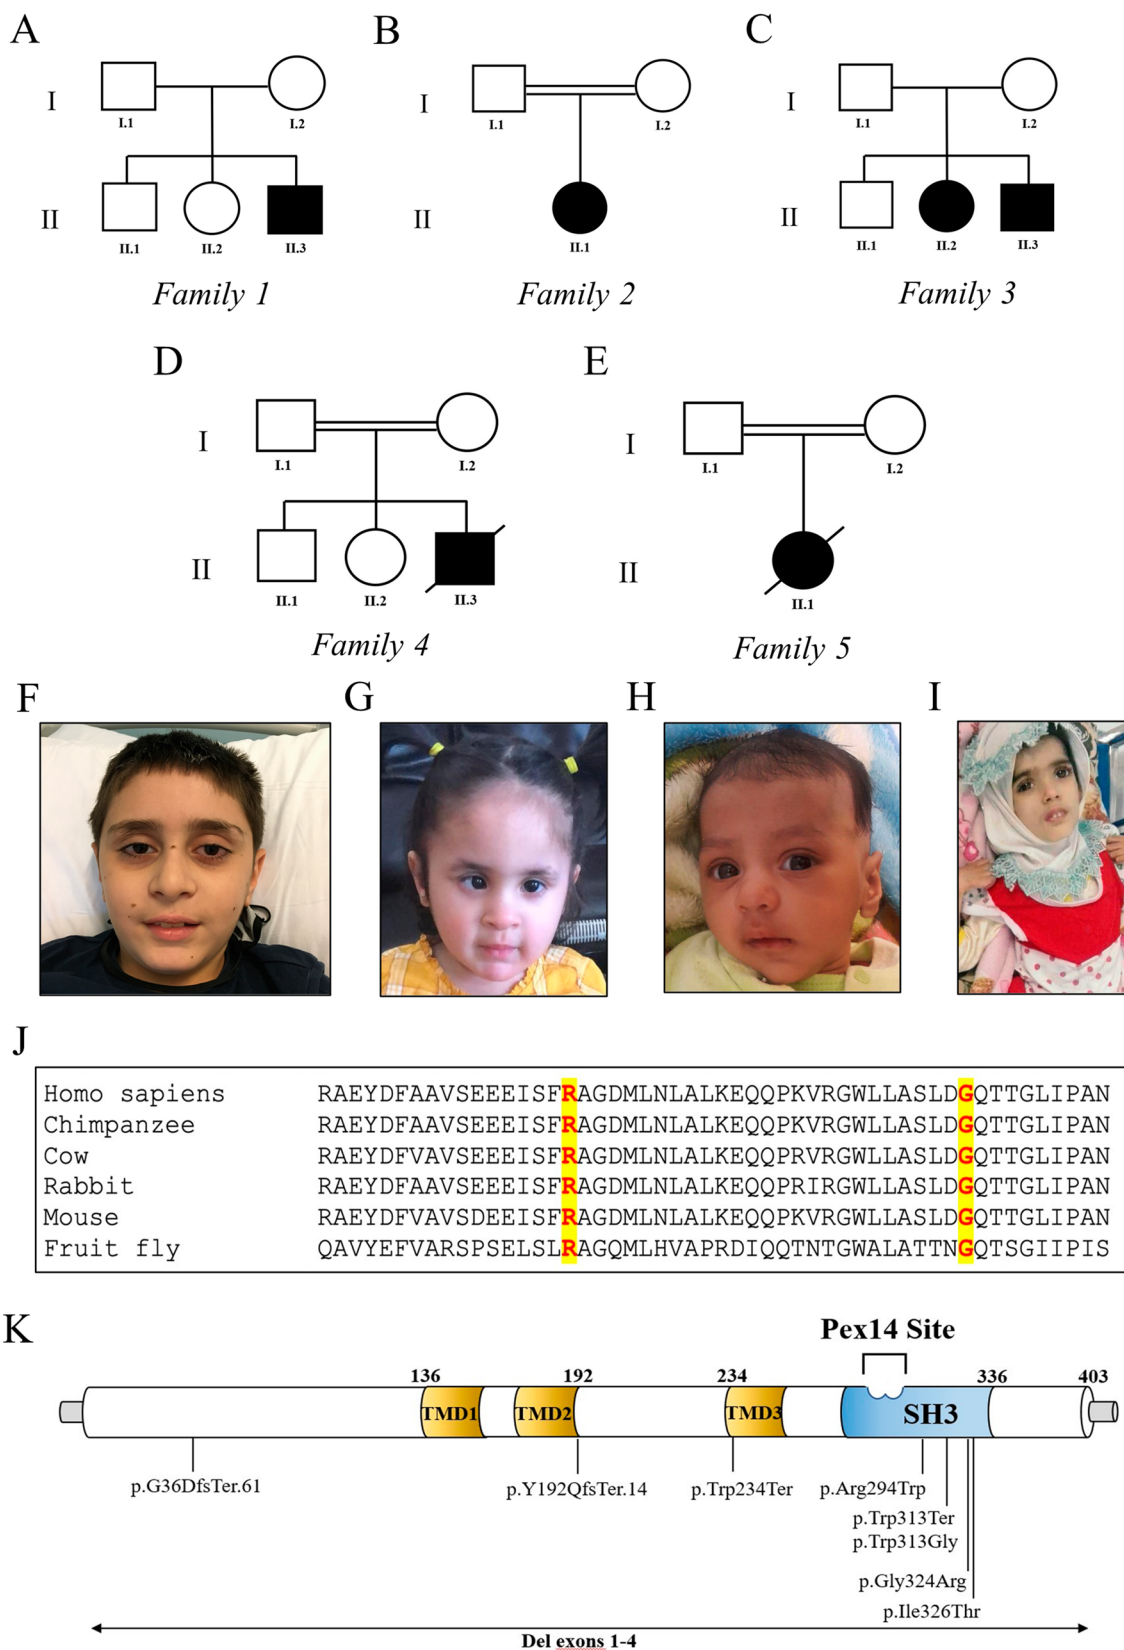 A
B
C
I
I.1
I.2
I
I.1
I.2
I
I.1
I.2
II
II.1
II.2
II.3
II
II.1
II
II.1
II.2
II.3
Family 1
Family 2
Family 3
D
E
I
I.1
I.2
I
I.1
I.2
II
II.1
II.2
II.3
II
II.1
Family 4
Family 5
F
G
H
I
J
Homo sapiens RAEYDFAAVSEEEISFRAGDMLNLALKEQQPKVRGWLLASLDGQTTGLIPAN
Chimpanzee RAEYDFAAVSEEEISFRAGDMLNLALKEQQPKVRGWLLASLDGQTTGLIPAN
Cow RAEYDFVAVSEEEISFRAGDMLNLALKEQQPRVRGWLLASLDGQTTGLIPAN
Rabbit RAEYDFAAVSEEEISFRAGDMLNLALKEQQPRIRGWLLASLDGQTTGLIPAN
Mouse RAEYDFVAVSDEEISFRAGDMLNLALKEQQPKVRGWLLASLDGQTTGLIPAN
Fruit fly QAVYEFVARSPSELSLRAGQMLHVAPRDIQQTNTGWALATTNGQTSGIIPIS
K
Pex14 Site
136 192 234 336 403
TMD1 TMD2 TMD3 SH3
p.G36DfsTer.61 p.Y192QfsTer.14 p.Trp234Ter p.Arg294Trp
p.Trp313Ter
p.Trp313Gly
p.Gly324Arg
p.Ile326Thr
Del exons 1-4